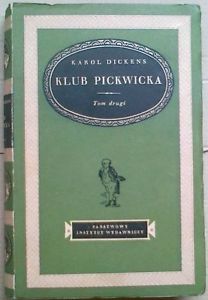 KAROL DICKENS
KLUB PICKWICKA
Tom drugi
PAŃSTWOWY
INSTYTUT WYDAWNICZY